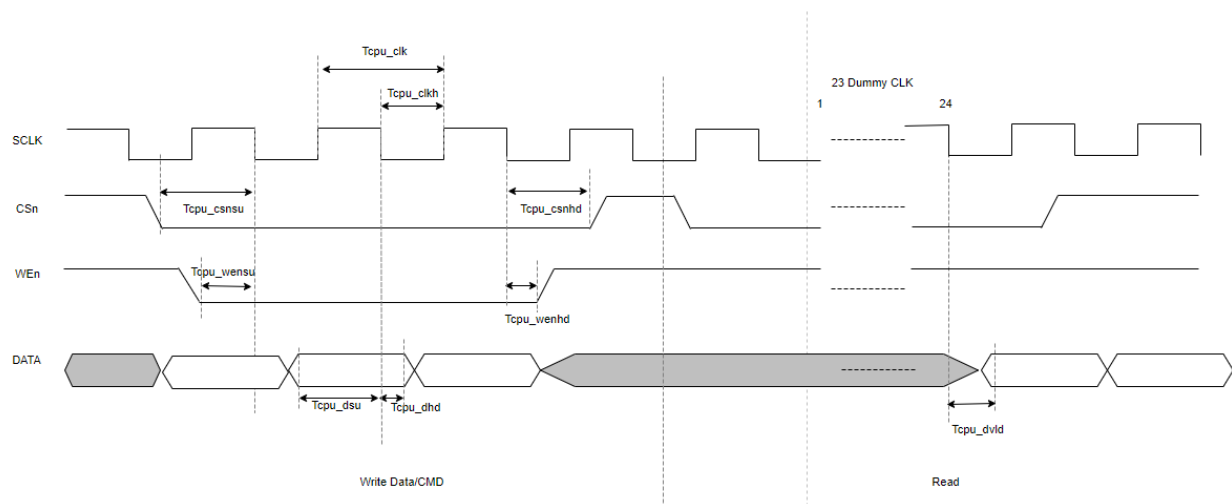 Tcpu_clk
23 Dummy CLK
Tcpu_clkh
1
24
SCLK
CSn
Tcpu_csnsu
Tcpu_csnhd
WEn
Tcpu_wensu
Tcpu_wenhd
DATA
Tcpu_dsu
Tcpu_dhd
Tcpu_dvld
Write Data/CMD
Read